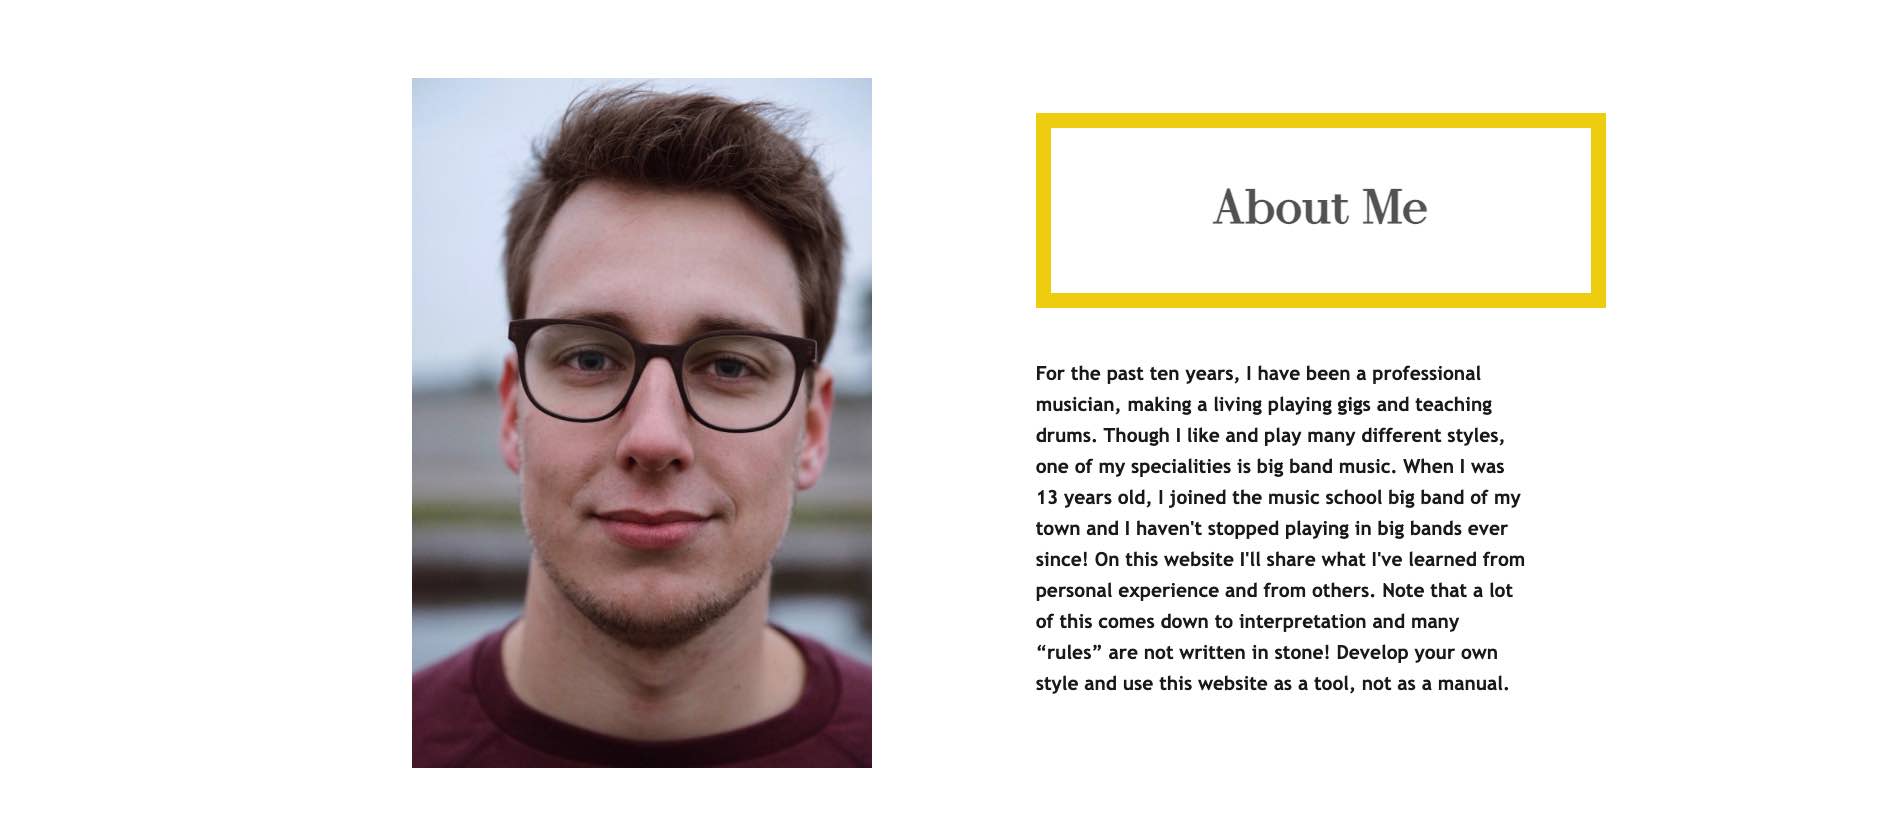 About Me
For the past ten years, I have been a professional
musician, making a living playing gigs and teaching
drums. Though I like and play many different styles,
one of my specialities is big band music. When I was
13 years old, I joined the music school big band of my
town and I haven't stopped playing in big bands ever
since! On this website I'll share what I've learned from
personal experience and from others. Note that a lot
of this comes down to interpretation and many
“rules” are not written in stone! Develop your own
style and use this website as a tool, not as a manual.